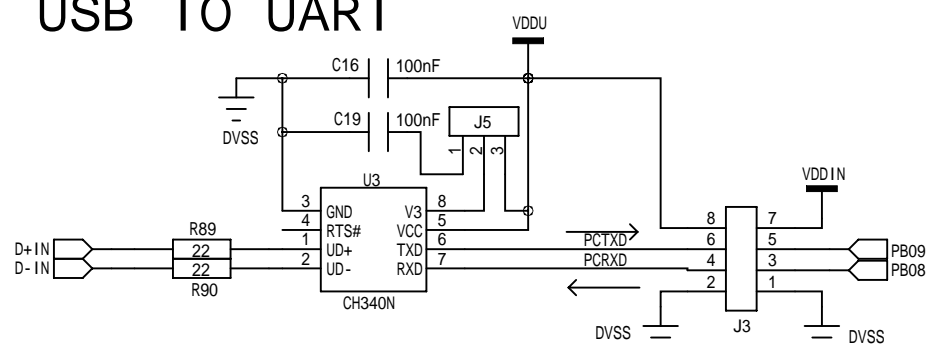 USB TO UART
VDDU
C16 100nF
DVSS
C19 100nF
J5
1 2 3
VDDIN
U3
3 GND V3 8
4 RTS# VCC 5
1 UD+ TXD 6
2 UD- RXD 7
CH340N
R89
22
D+IN
D-IN
22
R90
PCTXD
PCRXD
8 7
6 5
4 3
2 1
PB09
PB08
J3
DVSS
DVSS